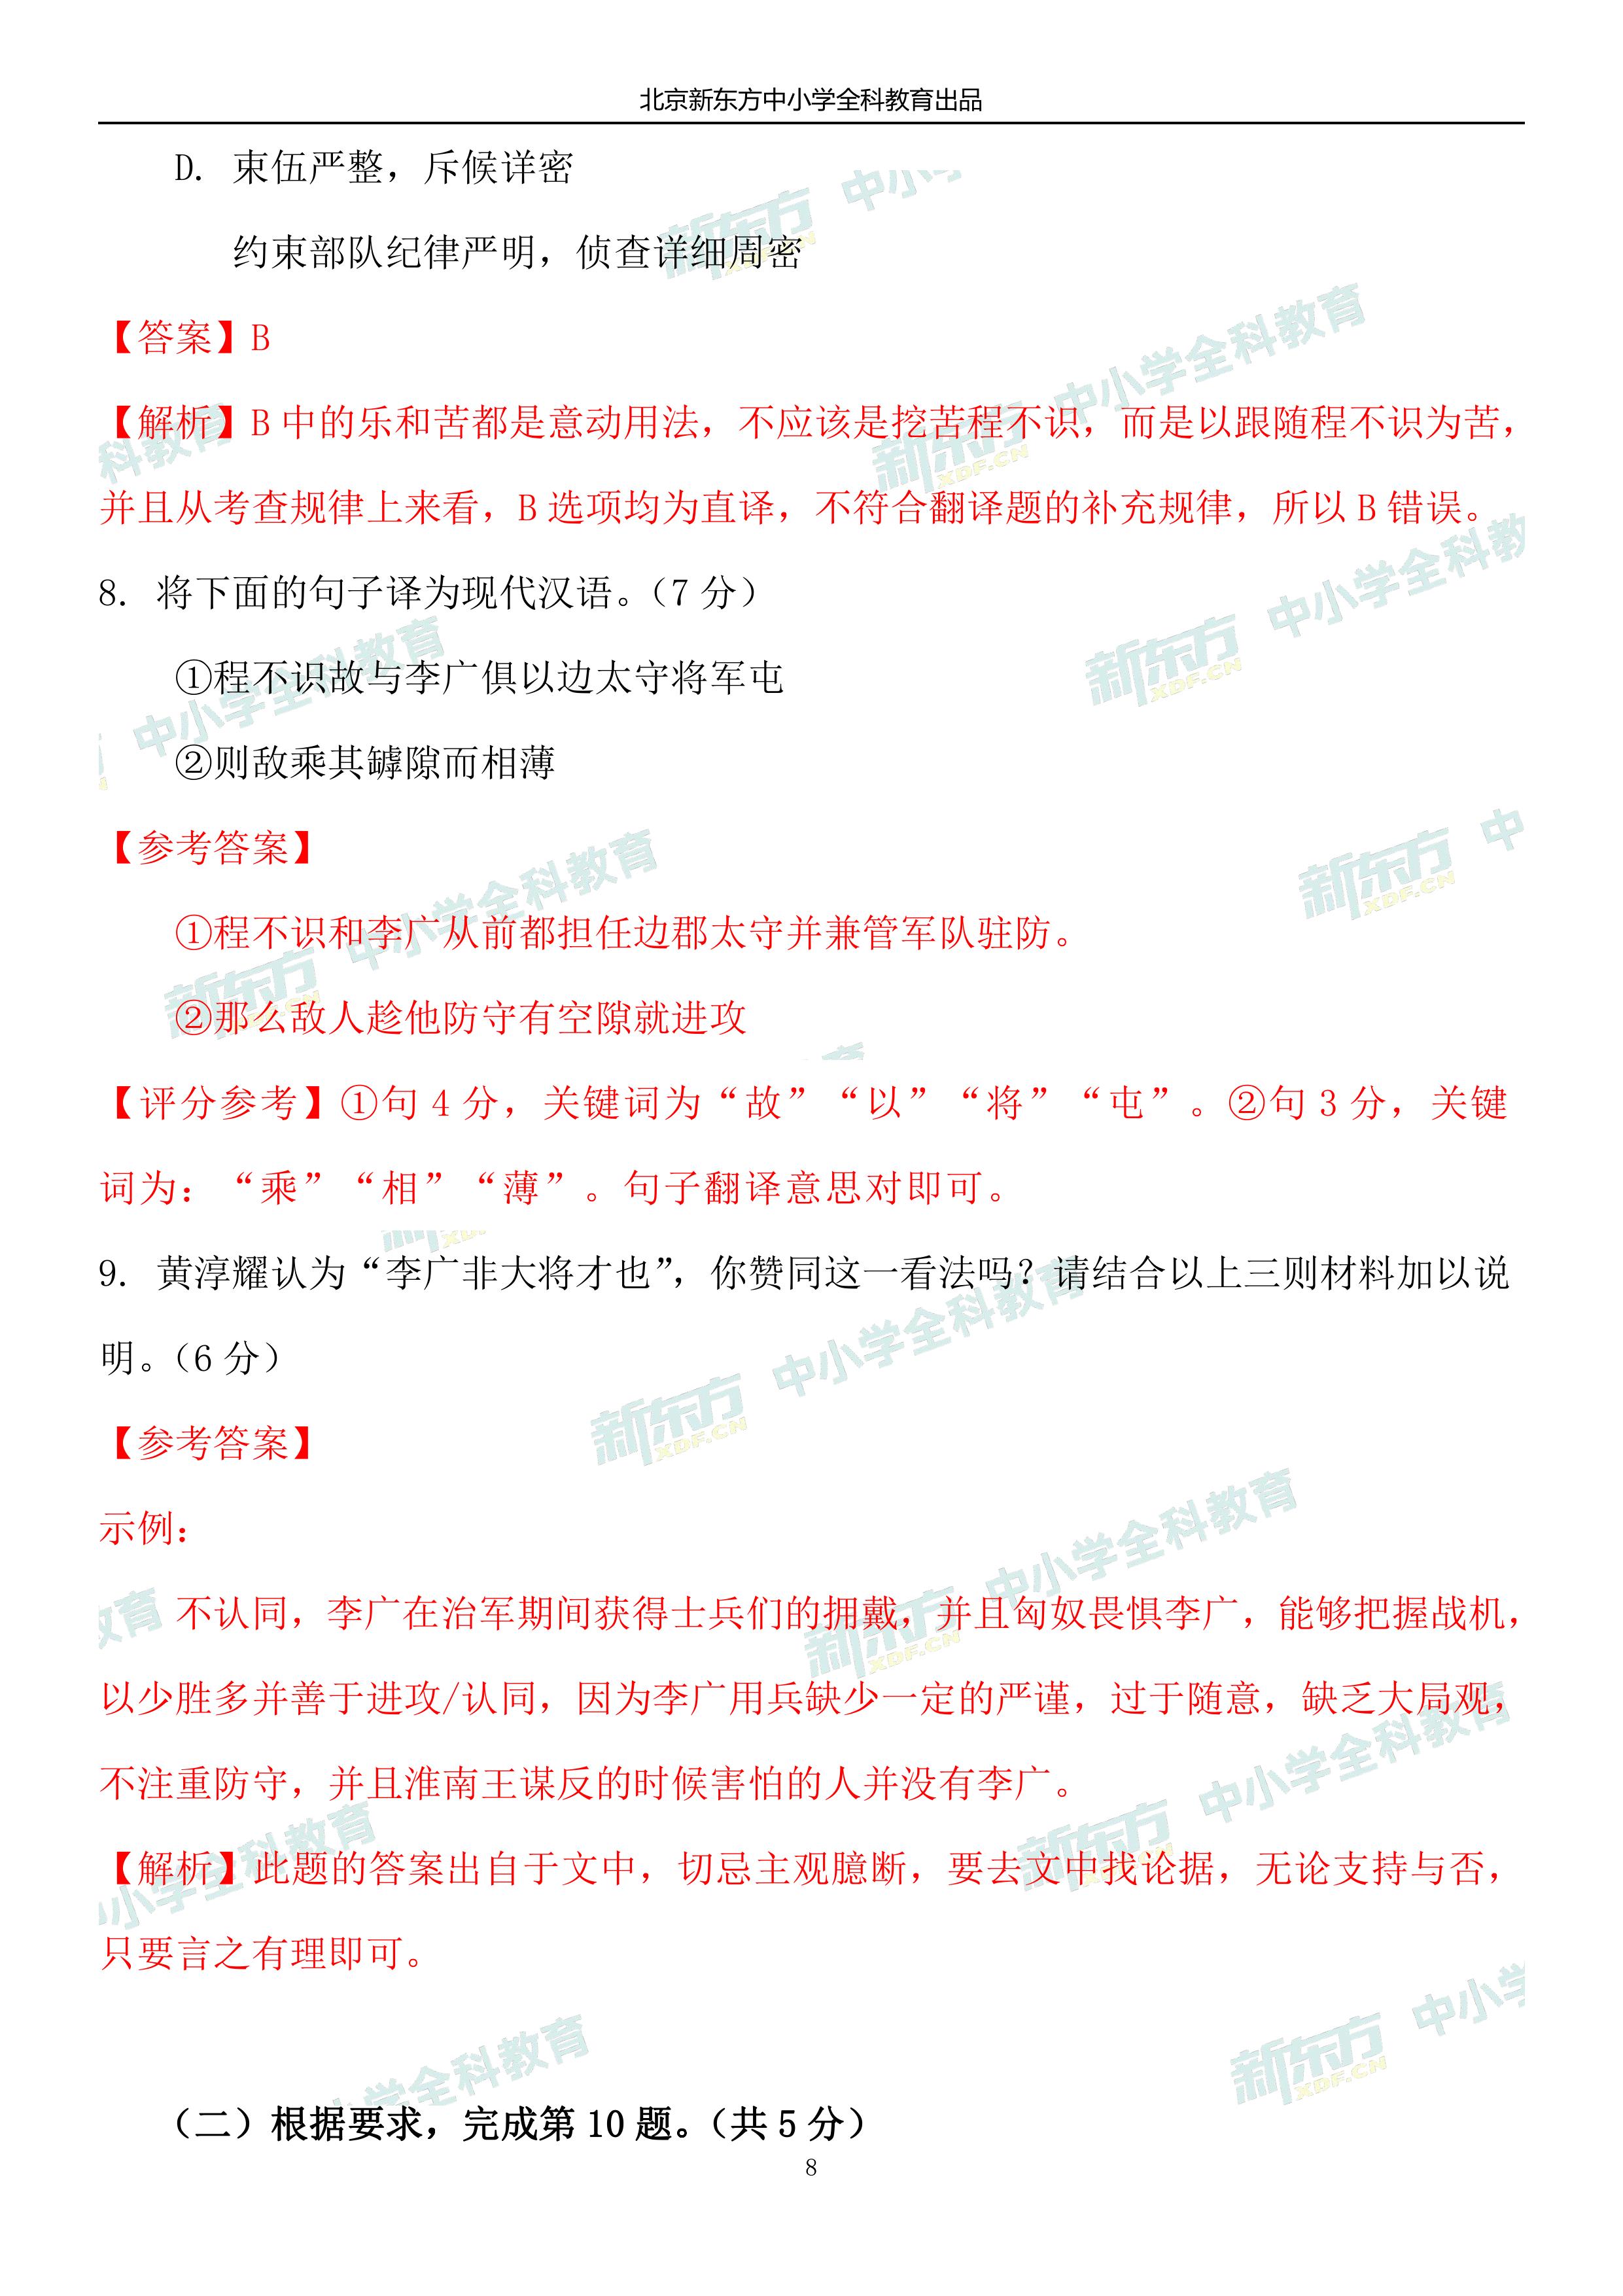 北京新东方中小学全科教育出品
D. 束伍严整，斥候详密
约束部队纪律严明，侦查详细周密
【答案】B
【解析】B 中的乐和苦都是意动用法，不应该是挖苦程不识，而是以跟随程不识为苦，
并且从考查规律上来看，B 选项均为直译，不符合翻译题的补充规律，所以 B 错误。
8. 将下面的句子译为现代汉语。（7 分）
①程不识故与李广俱以边太守将军屯
②则敌乘其罅隙而相薄
【参考答案】
①程不识和李广从前都担任边郡太守并兼管军队驻防。
②那么敌人趁他防守有空隙就进攻
【评分参考】①句 4 分，关键词为“故”“以”“将”“屯”。②句 3 分，关键
词为：“乘”“相”“薄”。句子翻译意思对即可。
9. 黄淳耀认为“李广非大将才也”，你赞同这一看法吗？请结合以上三则材料加以说
明。（6 分）
【参考答案】
示例：
不认同，李广在治军期间获得士兵们的拥戴，并且匈奴畏惧李广，能够把握战机，
以少胜多并善于进攻/认同，因为李广用兵缺少一定的严谨，过于随意，缺乏大局观，
不注重防守，并且淮南王谋反的时候害怕的人并没有李广。
【解析】此题的答案出自于文中，切忌主观臆断，要去文中找论据，无论支持与否，
只要言之有理即可。
（二）根据要求，完成第 10 题。（共 5 分）
8